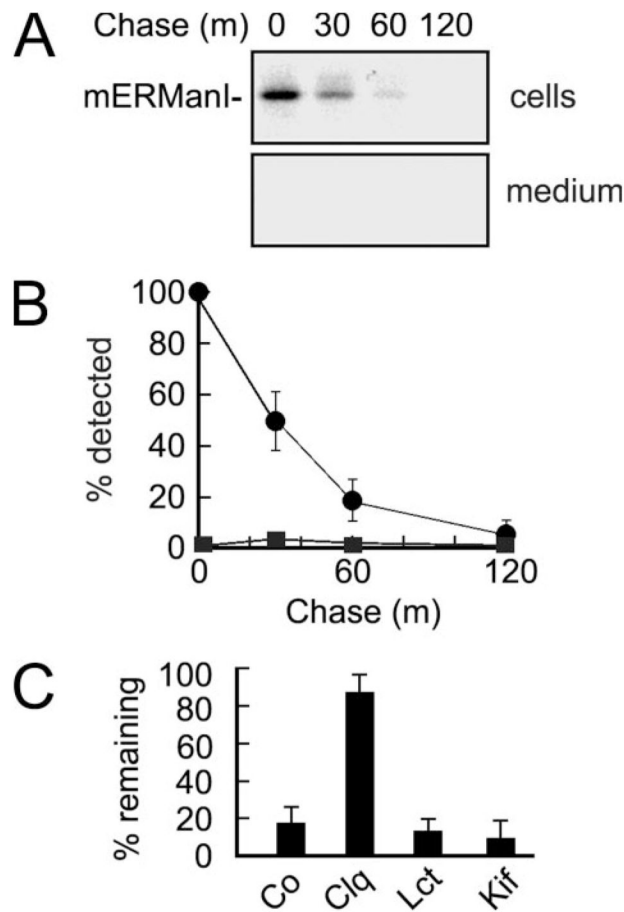 A
Chase (m) 0 30 60 120
mERManI-
cells
medium
B
% detected
100
80
60
40
20
0
0 60 120
Chase (m)
C
% remaining
100
80
60
40
20
0
Co Clq Lct Kif